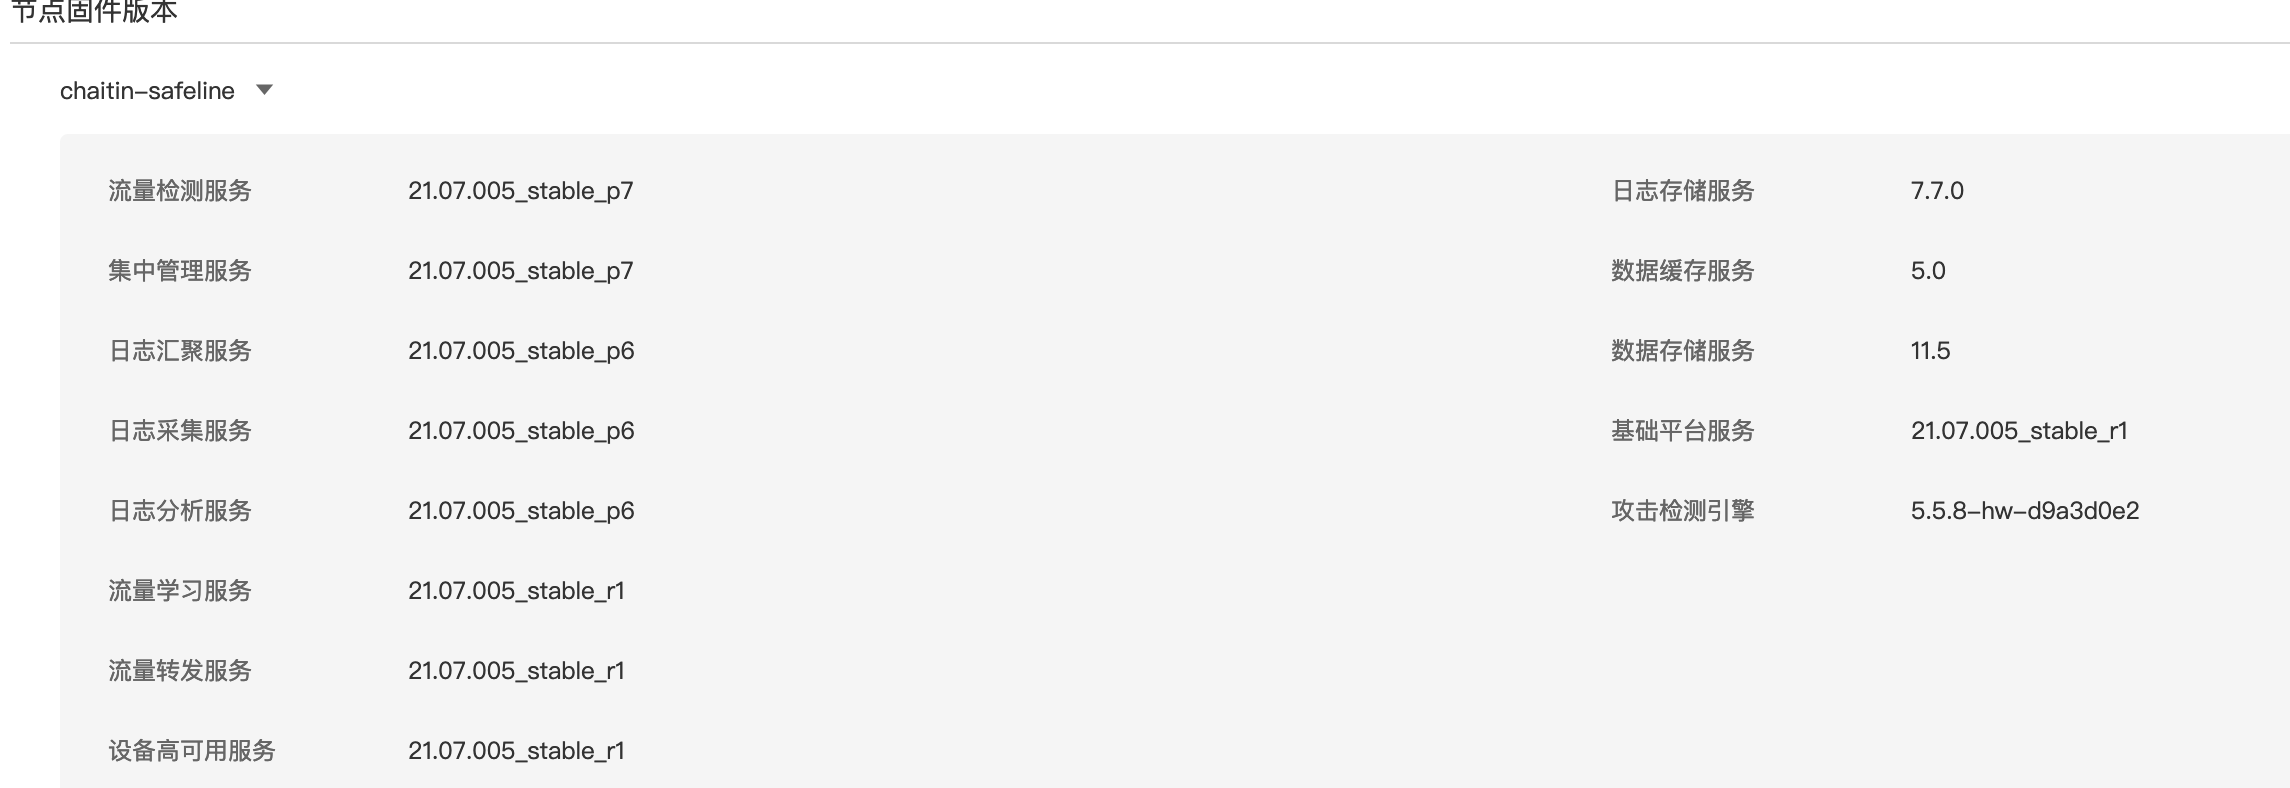 节点固件版本
chaitin-safeline
流量检测服务 21.07.005_stable_p7 日志存储服务 7.7.0
集中管理服务 21.07.005_stable_p7 数据缓存服务 5.0
日志汇聚服务 21.07.005_stable_p6 数据存储服务 11.5
日志采集服务 21.07.005_stable_p6 基础平台服务 21.07.005_stable_r1
日志分析服务 21.07.005_stable_p6 攻击检测引擎 5.5.8-hw-d9a3d0e2
流量学习服务 21.07.005_stable_r1
流量转发服务 21.07.005_stable_r1
设备高可用服务 21.07.005_stable_r1